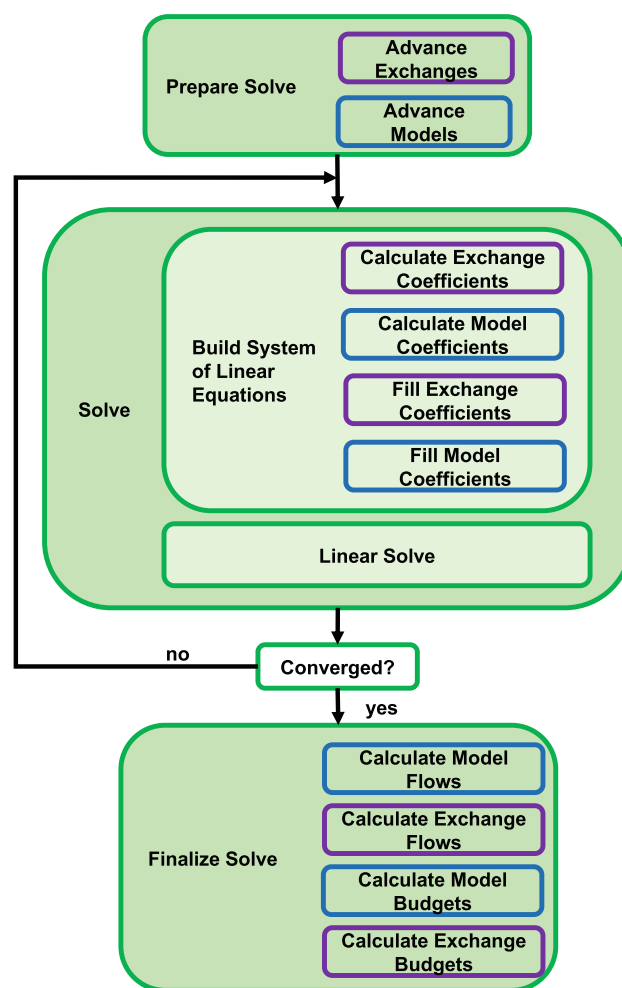 Prepare Solve
Advance
Exchanges
Advance
Models
Solve
Build System
of Linear
Equations
Calculate Exchange
Coefficients
Calculate Model
Coefficients
Fill Exchange
Coefficients
Fill Model
Coefficients
Linear Solve
Converged?
no
yes
Finalize Solve
Calculate Model
Flows
Calculate Exchange
Flows
Calculate Model
Budgets
Calculate Exchange
Budgets